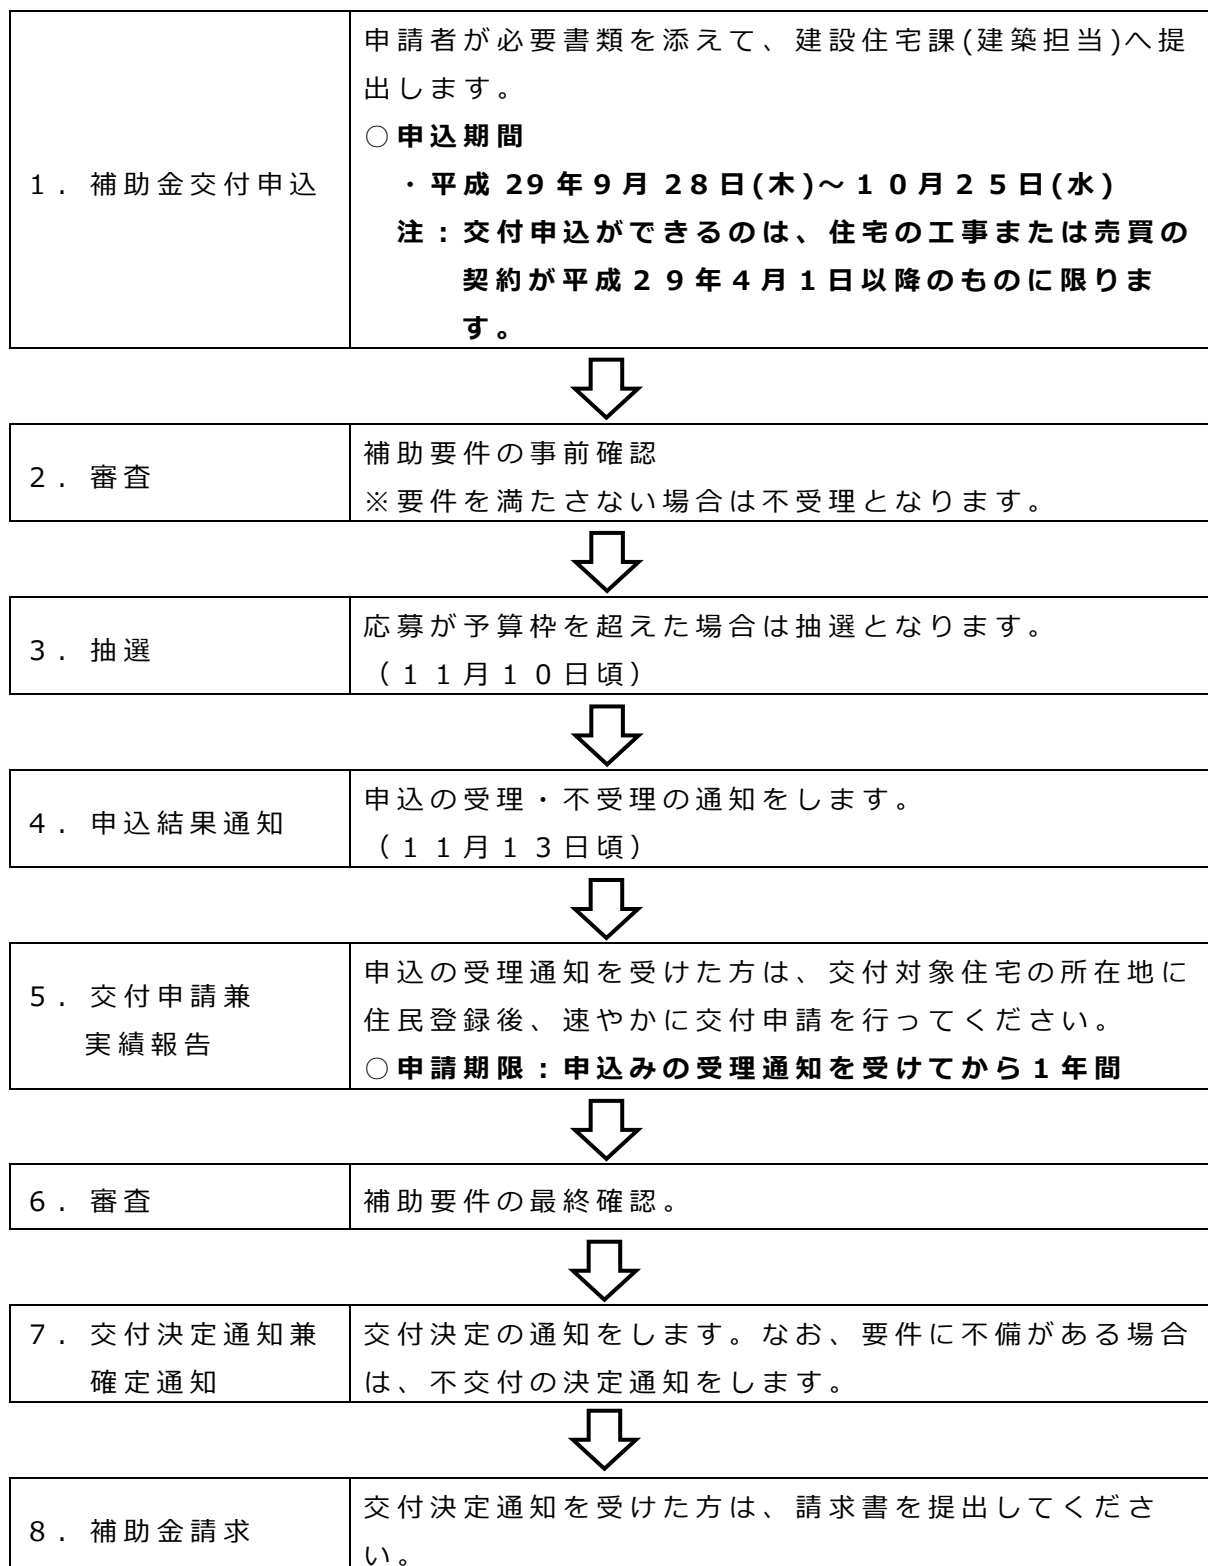 １．補助金交付申込
申請者が必要書類を添えて、建設住宅課(建築担当)へ提
出します。
○申込期間
・平成 29 年９月 28日(木)～１０月２５日(水)
注：交付申込ができるのは、住宅の工事または売買の
契約が平成２９年４月１日以降のものに限りま
す。
２．審査
補助要件の事前確認
※要件を満たさない場合は不受理となります。
３．抽選
応募が予算枠を超えた場合は抽選となります。
（１１月１０日頃）
４．申込結果通知
申込の受理・不受理の通知をします。
（１１月１３日頃）
５．交付申請兼
実績報告
申込の受理通知を受けた方は、交付対象住宅の所在地に
住民登録後、速やかに交付申請を行ってください。
○申請期限：申込みの受理通知を受けてから１年間
６．審査
補助要件の最終確認。
７．交付決定通知兼
確定通知
交付決定の通知をします。なお、要件に不備がある場合
は、不交付の決定通知をします。
８．補助金請求
交付決定通知を受けた方は、請求書を提出してくださ
い。